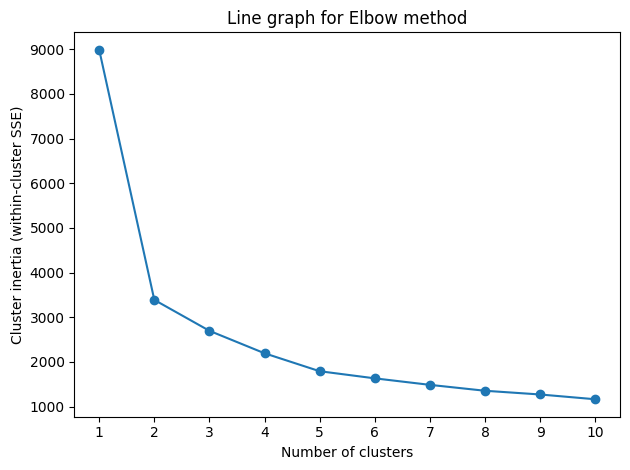 Line graph for Elbow method
Cluster inertia (within-cluster SSE)
9000
8000
7000
6000
5000
4000
3000
2000
1000
1 2 3 4 5 6 7 8 9 10
Number of clusters